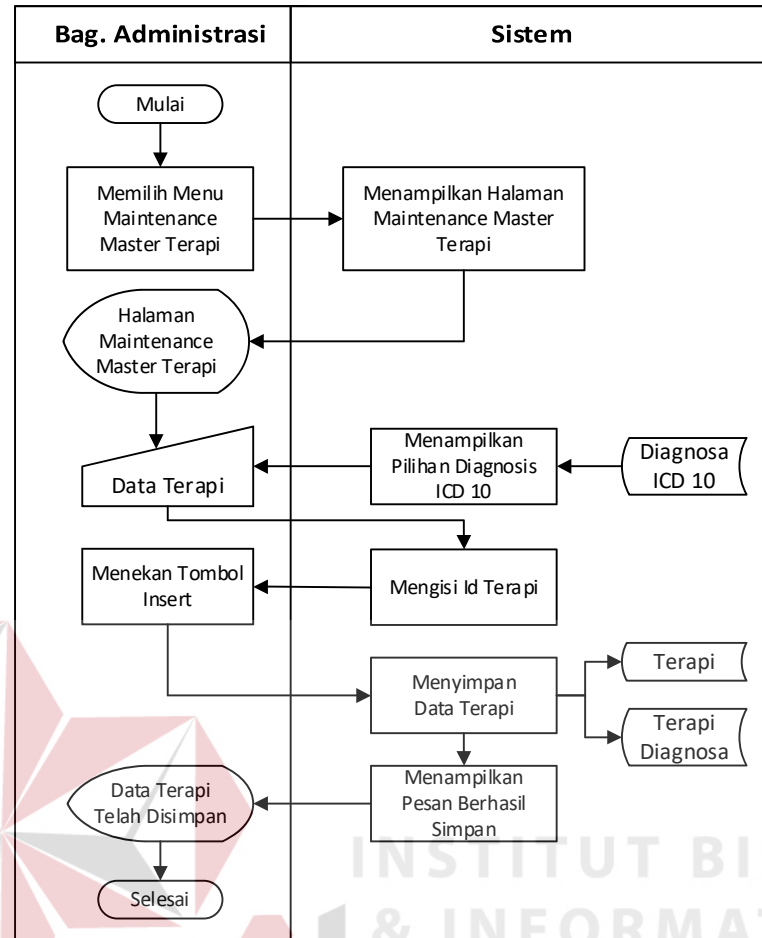 Bag. Administrasi
Sistem
Mulai
Memilih Menu
Maintenance
Master Terapi
Menampilkan Halaman
Maintenance Master
Terapi
Halaman
Maintenance
Master Terapi
Data Terapi
Menampilkan
Pilihan Diagnosis
ICD 10
Diagnosa
ICD 10
Menekan Tombol
Insert
Mengisi Id Terapi
Menyimpan
Data Terapi
Terapi
Terapi
Diagnosa
Data Terapi
Telah Disimpan
Menampilkan
Pesan Berhasil
Simpan
Selesai
INSTITUT BI
& INFORMAT